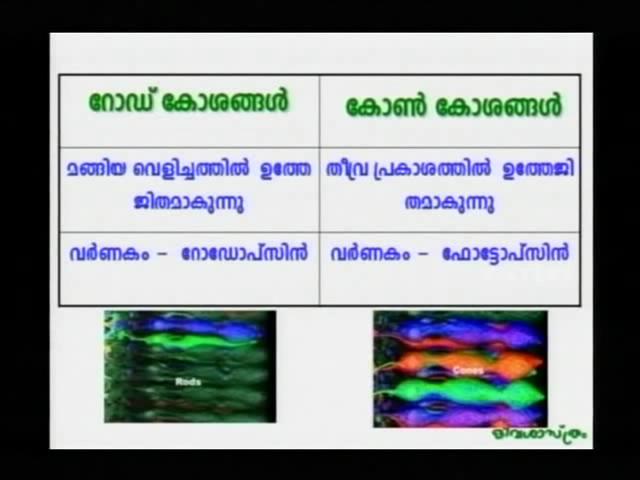 റോഡ് കോശങ്ങൾ
കോൺ കോശങ്ങൾ
മങ്ങിയ വെളിച്ചത്തിൽ ഉത്തേ
ജിതമാകുന്നു
തീവ്ര പ്രകാശത്തിൽ ഉത്തേജി
തമാകുന്നു
വർണകം - റോഡോപ്സിൻ
വർണകം - ഫോട്ടോപ്സിൻ
Rods
Cones
ജീവശാസ്ത്രം